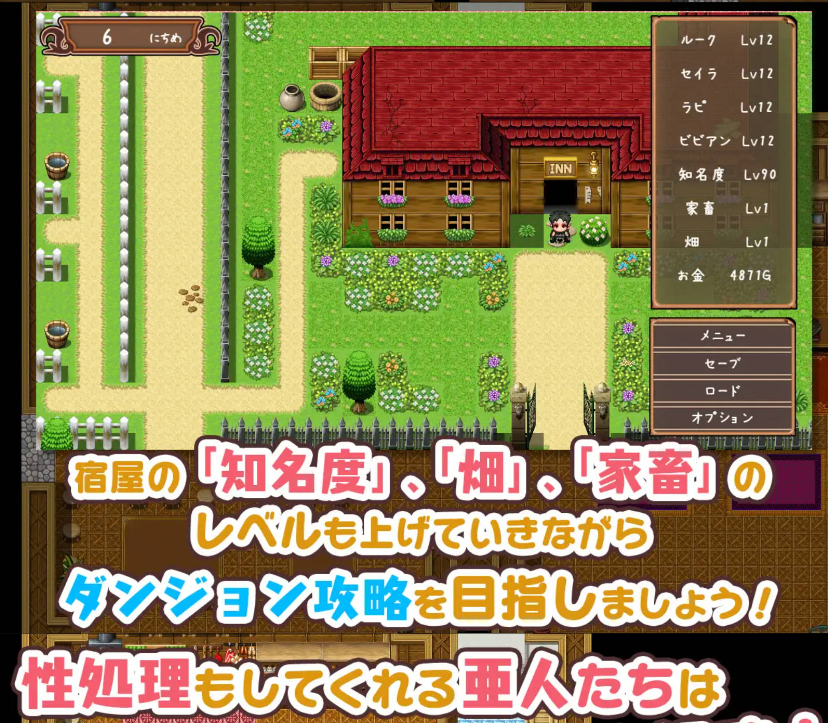 6 にちめ
ルーク Lv12
セイラ Lv12
ラピ Lv12
ビビアン Lv12
知名度 Lv90
家畜 Lv1
畑 Lv1
お金 4871G
INN
メニュー
セーブ
ロード
オプション
宿屋の「知名度」、「畑」、「家畜」の
レベルも上げていきながら
ダンジョン攻略を目指しましょう！
性処理もしてくれる亜人たちは